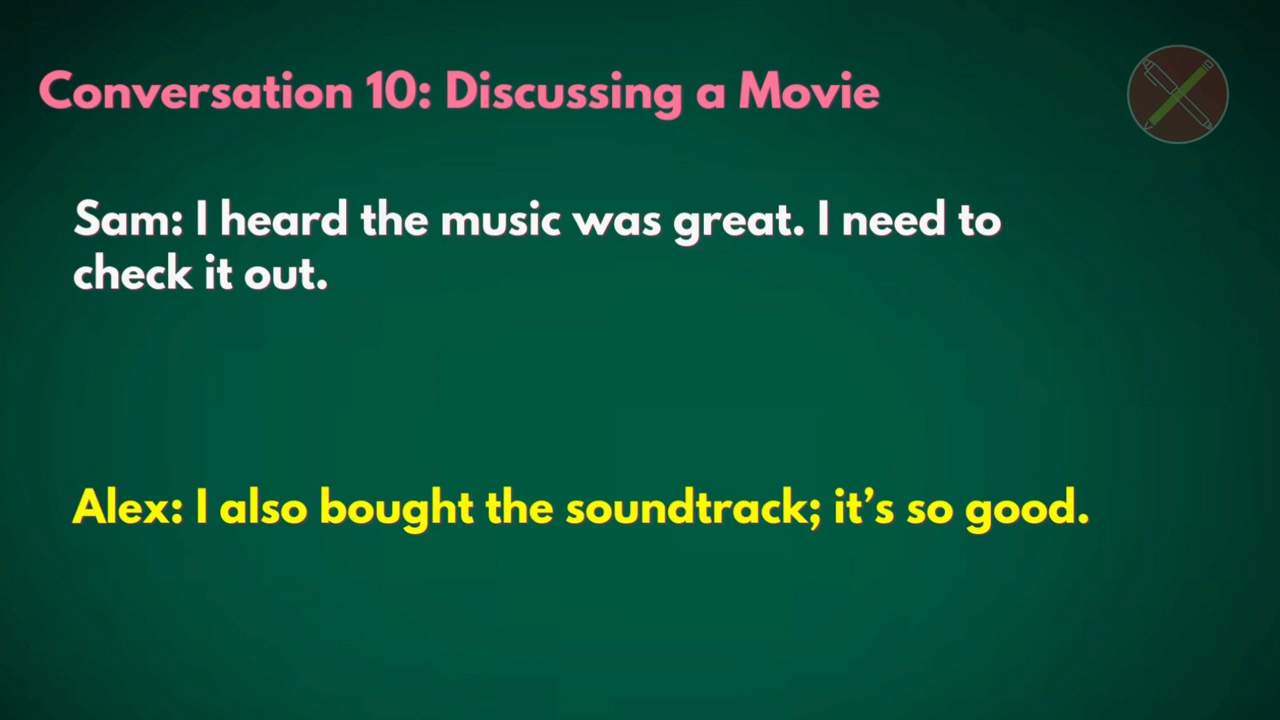 Conversation 10: Discussing a Movie
Sam: I heard the music was great. I need to
check it out.
Alex: I also bought the soundtrack; it’s so good.